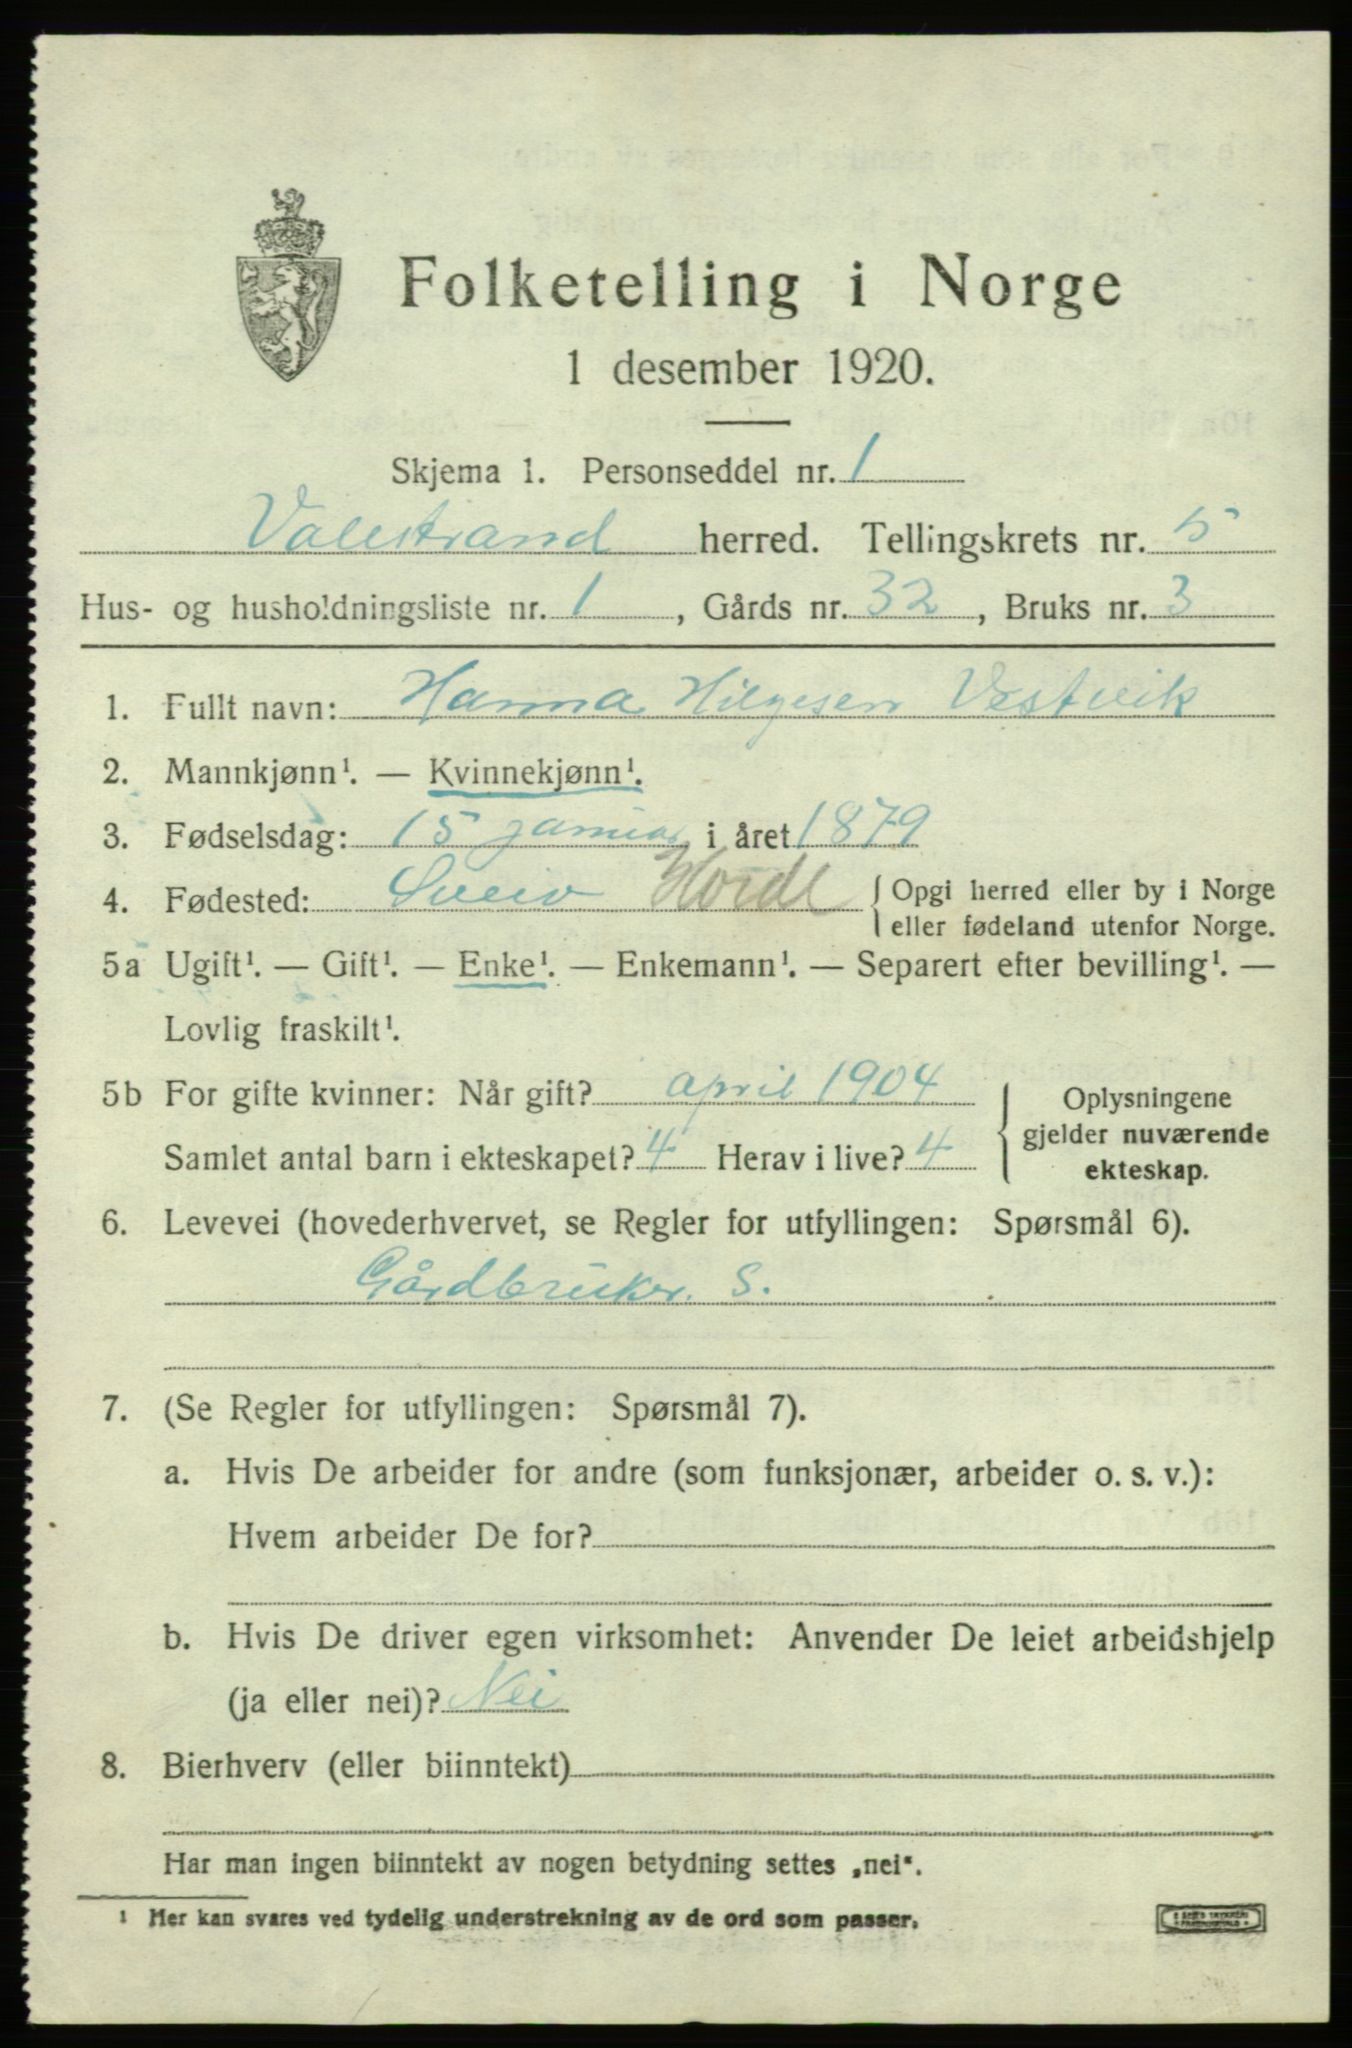 Folketelling i Norge
1 desember 1920.
Skjema 1. Personseddel nr. 1
Valestrand herred. Tellingskrets nr. 5
Hus- og husholdningsliste nr. 1, Gårds nr. 32, Bruks nr. 3
1. Fullt navn: Hanna Hilgesen Vestvik
2. Mannkjønn¹. — Kvinnekjønn¹.
3. Fødselsdag: 15 januar i året 1879
4. Fødested: Sveio Hordl { Opgi herred eller by i Norge
eller fødeland utenfor Norge.
5a Ugift¹. — Gift¹. — Enke¹. — Enkemann¹. — Separert efter bevilling¹. —
Lovlig fraskilt¹.
5b For gifte kvinner: Når gift? april 1904
Samlet antal barn i ekteskapet? 4 Herav i live? 4
{ Oplysningene
gjelder nuværende
ekteskap.
6. Levevei (hovederhvervet, se Regler for utfyllingen: Spørsmål 6).
Gårdbruker. S.
7. (Se Regler for utfyllingen: Spørsmål 7).
a. Hvis De arbeider for andre (som funksjonær, arbeider o. s. v.):
Hvem arbeider De for?
b. Hvis De driver egen virksomhet: Anvender De leiet arbeidshjelp
(ja eller nei)? Nei
8. Bierhverv (eller biinntekt)
Har man ingen biinntekt av nogen betydning settes „nei“.
¹ Her kan svares ved tydelig understrekning av de ord som passer.